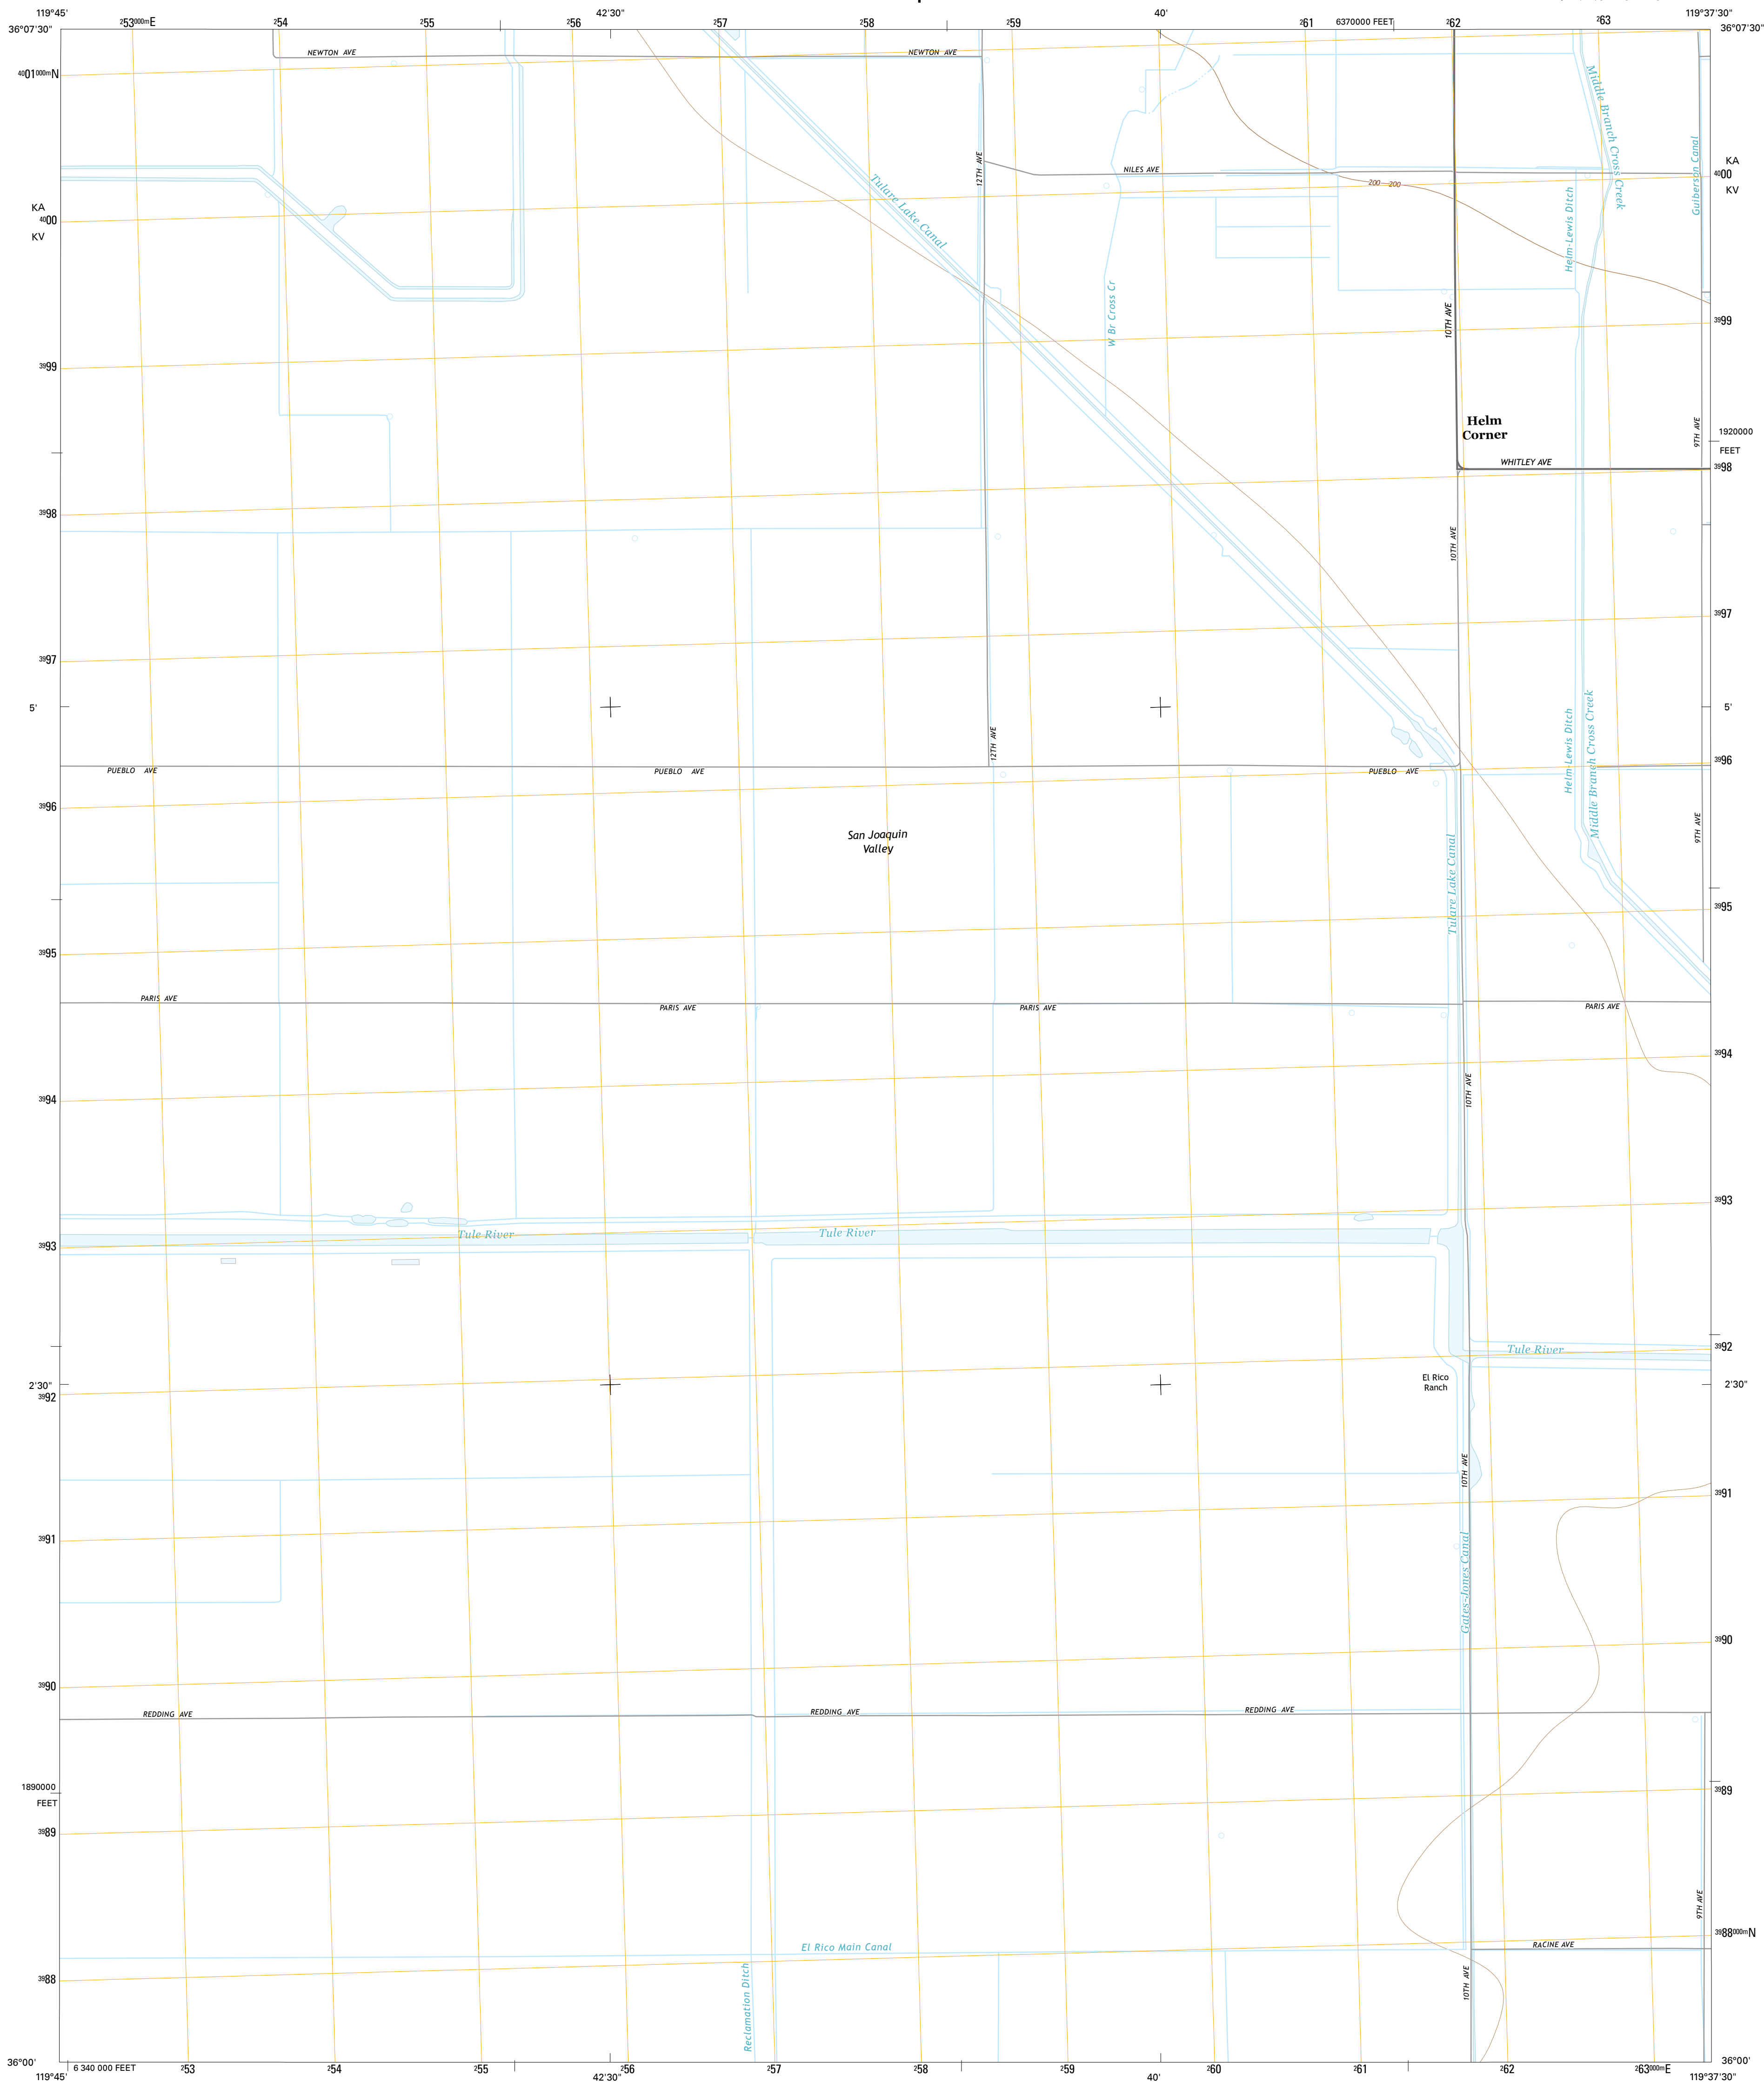 119°45' 42'30" 40' 119°37'30"
²53⁰⁰⁰ᵐE ²54 ²55 ²56 ²57 ²58 ²59 ²61 6370000 FEET ²62 ²63
36°07'30" 36°07'30"
NEWTON AVE NEWTON AVE
⁴⁰01⁰⁰⁰ᵐN
Middle Branch Cross Creek
Guiberson Canal
12TH AVE
NILES AVE
KA
⁴⁰00
KV
200 200
Tulare Lake Canal
Helm-Lewis Ditch
KA
⁴⁰00
KV
W Br Cross Cr
10TH AVE
³⁹99
³⁹99
Helm
Corner
9TH AVE
1920000
FEET
WHITLEY AVE
³⁹98
³⁹98
10TH AVE
³⁹97
³⁹97
5' 5'
Helm-Lewis Ditch
Middle Branch Cross Creek
12TH AVE
PUEBLO AVE PUEBLO AVE PUEBLO AVE
³⁹96
³⁹96
San Joaquin
Valley
9TH AVE
Tulare Lake Canal
³⁹95
³⁹95
PARIS AVE PARIS AVE PARIS AVE PARIS AVE
³⁹94
10TH AVE
³⁹94
³⁹93
Tule River Tule River
³⁹93
Tule River
³⁹92
El Rico
Ranch
2'30" 2'30"
³⁹92
10TH AVE
³⁹91
³⁹91
Gates-Jones Canal
³⁹90
³⁹90
REDDING AVE REDDING AVE REDDING AVE
1890000
FEET
³⁹89
³⁹89
9TH AVE
³⁹88⁰⁰⁰ᵐN
RACINE AVE
El Rico Main Canal
³⁹88
Reclamation Ditch
10TH AVE
36°00' 36°00'
6 340 000 FEET ²53 ²54 ²55 ²56 ²57 ²58 ²59 ²60 ²61 ²62 ²63⁰⁰⁰ᵐE
119°45' 42'30" 40' 119°37'30"